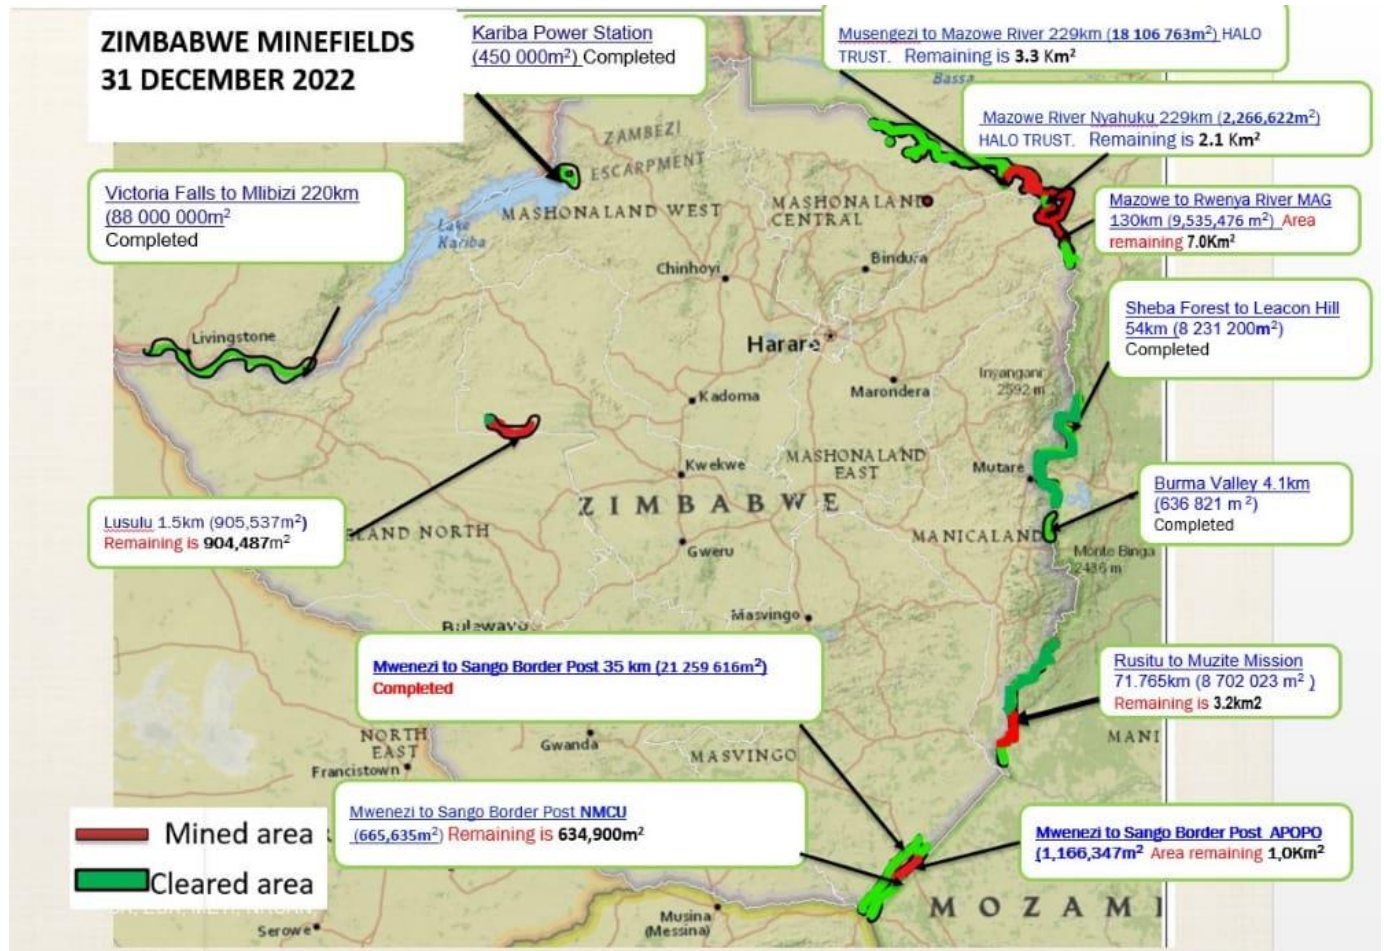 ZIMBABWE MINEFIELDS
31 DECEMBER 2022
Kariba Power Station
(450 000m²) Completed
Musengezi to Mazowe River 229km (18 106 763m²) HALO
TRUST. Remaining is 3.3 Km²
Bassa
Mazowe River Nyahuku 229km (2,266,622m²)
HALO TRUST. Remaining is 2.1 Km²
ZAMBEZI
ESCARPMENT
Victoria Falls to Mlibizi 220km
(88 000 000m²
Completed
MASHONALAND WEST
MASHONALAND
CENTRAL
Mazowe to Rwenya River MAG
130km (9,535,476 m²) Area
remaining 7.0Km²
Lake
Kariba
Chinhoyi
Bindura
Sheba Forest to Leacon Hill
54km (8 231 200m²)
Completed
Livingstone
Harare
Inyangani
2592 m
Marondera
Kadoma
MASHONALAND
EAST
Mutare
Kwekwe
ZIMBABWE
Burma Valley 4.1km
(636 821 m²)
Completed
Lusulu 1.5km (905,537m²)
Remaining is 904,487m²
ELAND NORTH
MANICALAND
Gweru
Monte Binga
2436 m
Masvingo
Bulawayo
Mwenezi to Sango Border Post 35 km (21 259 616m²)
Completed
Rusitu to Muzite Mission
71.765km (8 702 023 m² )
Remaining is 3.2km2
NORTH
EAST
Gwanda
MASVINGO
MANI
Francistown
Mwenezi to Sango Border Post NMCU
(665,635m²) Remaining is 634,900m²
Mwenezi to Sango Border Post APOPO
(1,166,347m² Area remaining 1,0Km²
Mined area
Cleared area
MOZAMI
Musina
(Messina)
Serowe